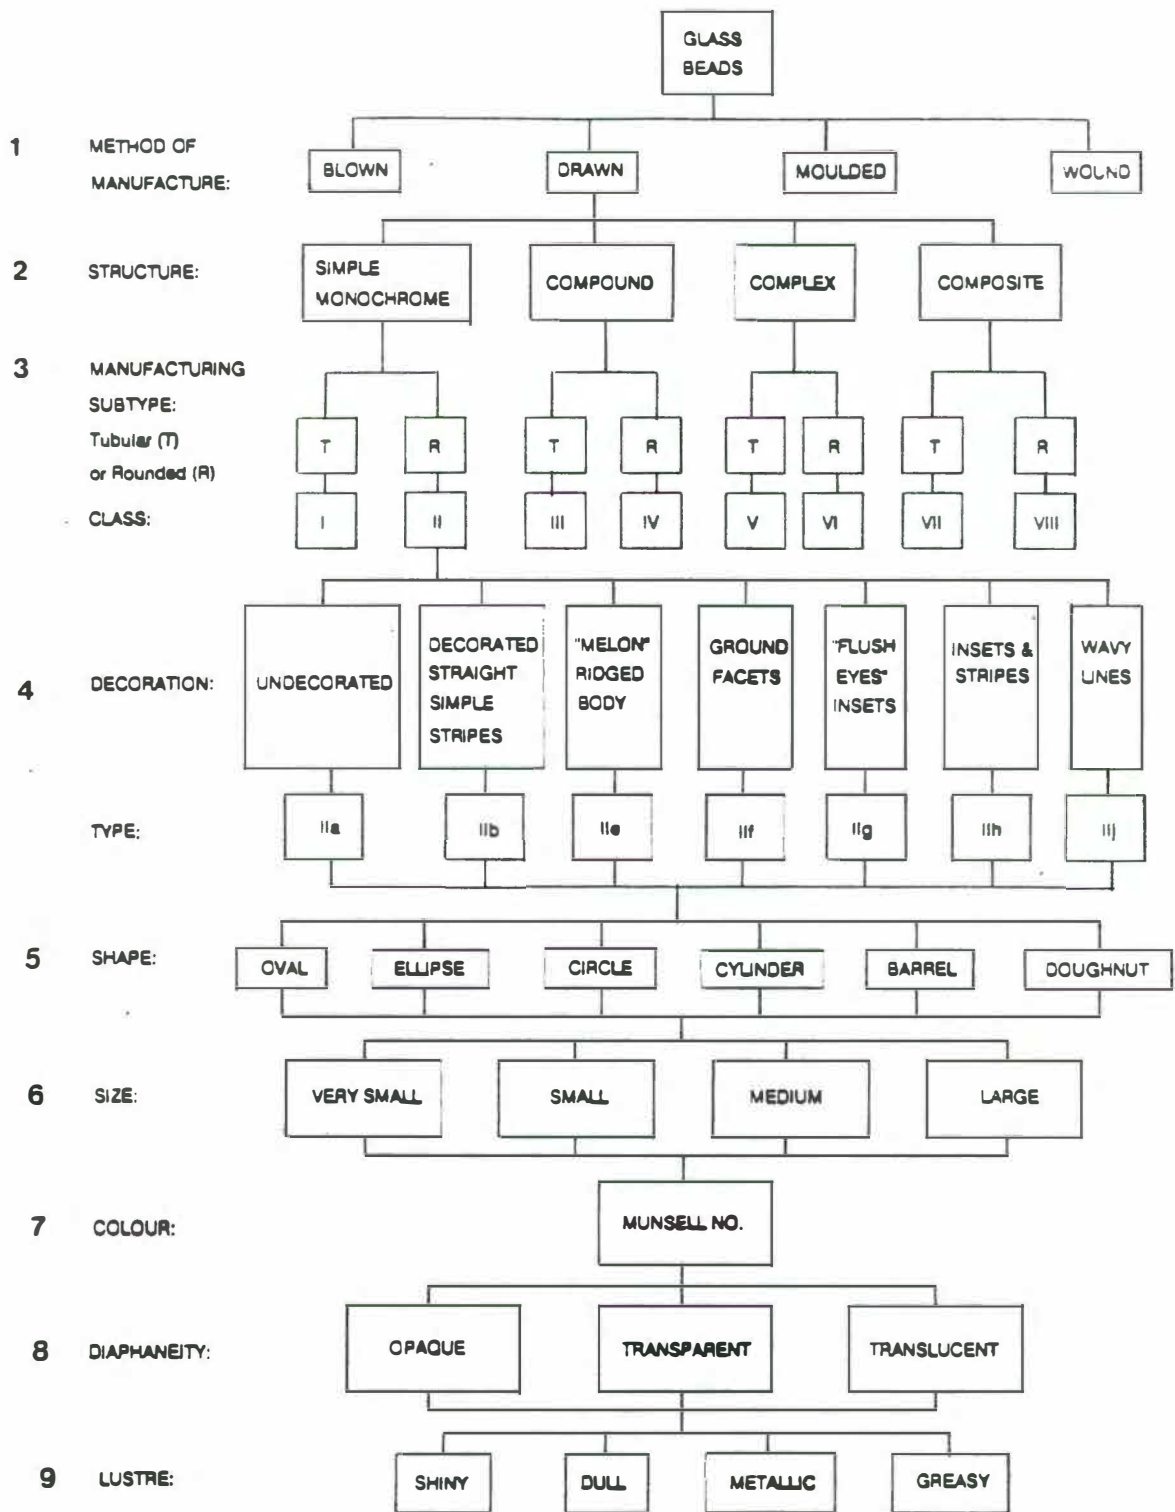 GLASS
BEADS
1 METHOD OF
MANUFACTURE:
BLOWN DRAWN MOULDED WOUND
2 STRUCTURE:
SIMPLE
MONOCHROME
COMPOUND COMPLEX COMPOSITE
3 MANUFACTURING
SUBTYPE:
Tubular (T)
or Rounded (R)
T R T R T R T R
CLASS:
I II III IV V VI VII VIII
4 DECORATION:
UNDECORATED
DECORATED
STRAIGHT
SIMPLE
STRIPES
"MELON"
RIDGED
BODY
GROUND
FACETS
"FLUSH
EYES"
INSETS
INSETS &
STRIPES
WAVY
LINES
TYPE:
IIa IIb IIe IIf IIg IIh IIj
5 SHAPE:
OVAL ELLIPSE CIRCLE CYLINDER BARREL DOUGHNUT
6 SIZE:
VERY SMALL SMALL MEDIUM LARGE
7 COLOUR:
MUNSELL NO.
8 DIAPHANEITY:
OPAQUE TRANSPARENT TRANSLUCENT
9 LUSTRE:
SHINY DULL METALLIC GREASY